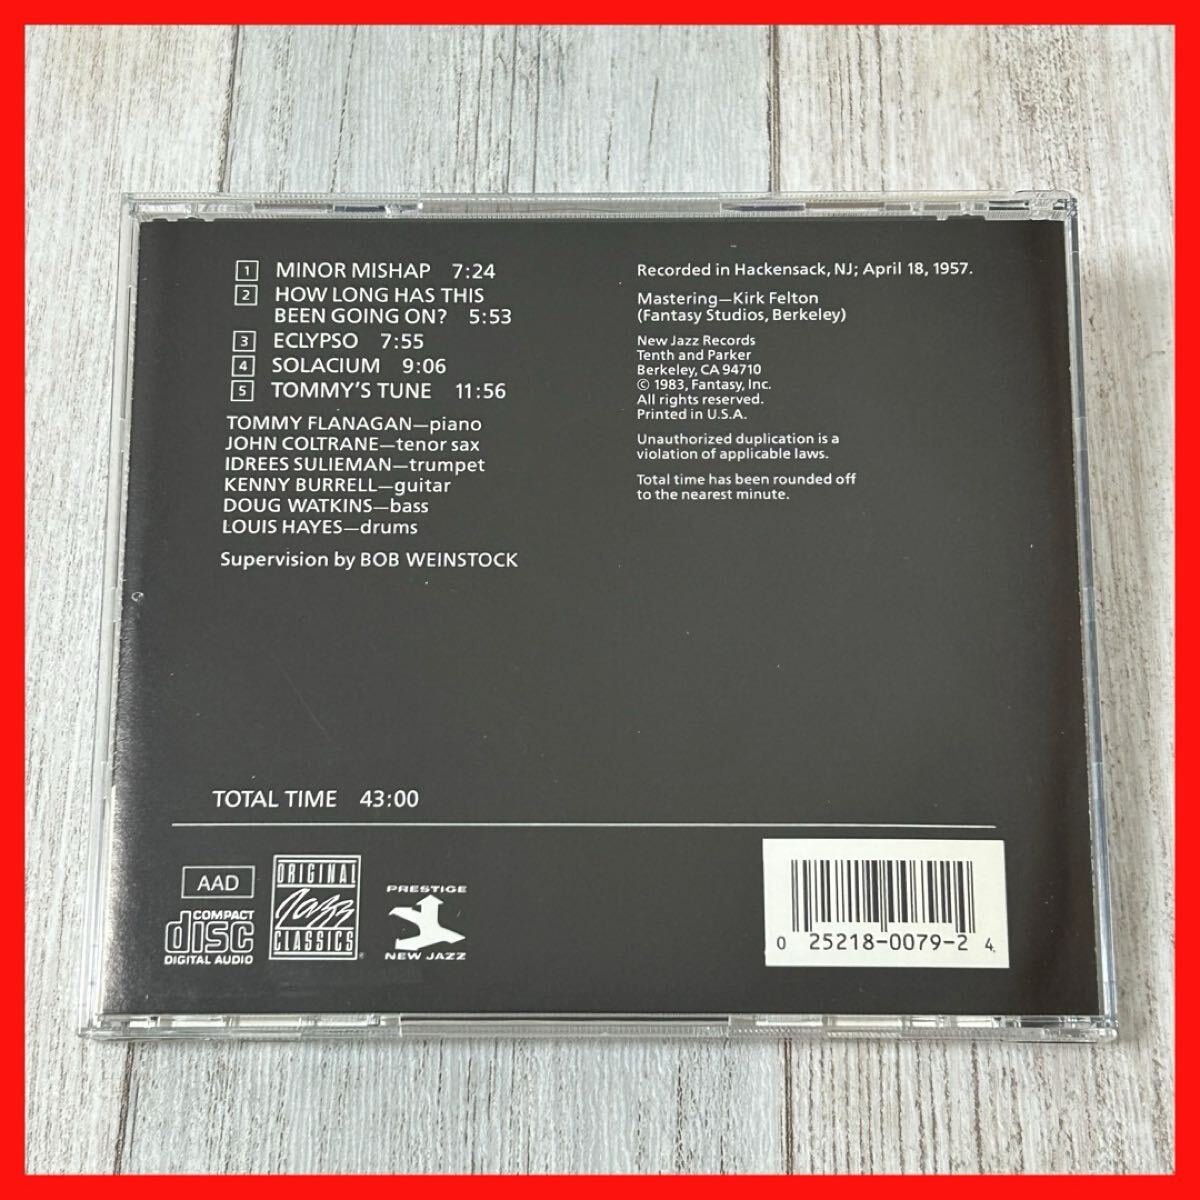 1 MINOR MISHAP 7:24
2 HOW LONG HAS THIS
BEEN GOING ON? 5:53
3 ECLYPSO 7:55
4 SOLACIUM 9:06
5 TOMMY'S TUNE 11:56
TOMMY FLANAGAN—piano
JOHN COLTRANE—tenor sax
IDREES SULIEMAN—trumpet
KENNY BURRELL—guitar
DOUG WATKINS—bass
LOUIS HAYES—drums
Supervision by BOB WEINSTOCK
Recorded in Hackensack, NJ; April 18, 1957.
Mastering—Kirk Felton
(Fantasy Studios, Berkeley)
New Jazz Records
Tenth and Parker
Berkeley, CA 94710
© 1983, Fantasy, Inc.
All rights reserved.
Printed in U.S.A.
Unauthorized duplication is a
violation of applicable laws.
Total time has been rounded off
to the nearest minute.
TOTAL TIME 43:00
AAD
COMPACT
disc
DIGITAL AUDIO
ORIGINAL
Jazz
CLASSICS®
PRESTIGE
NEW JAZZ
0 25218-0079-2 4